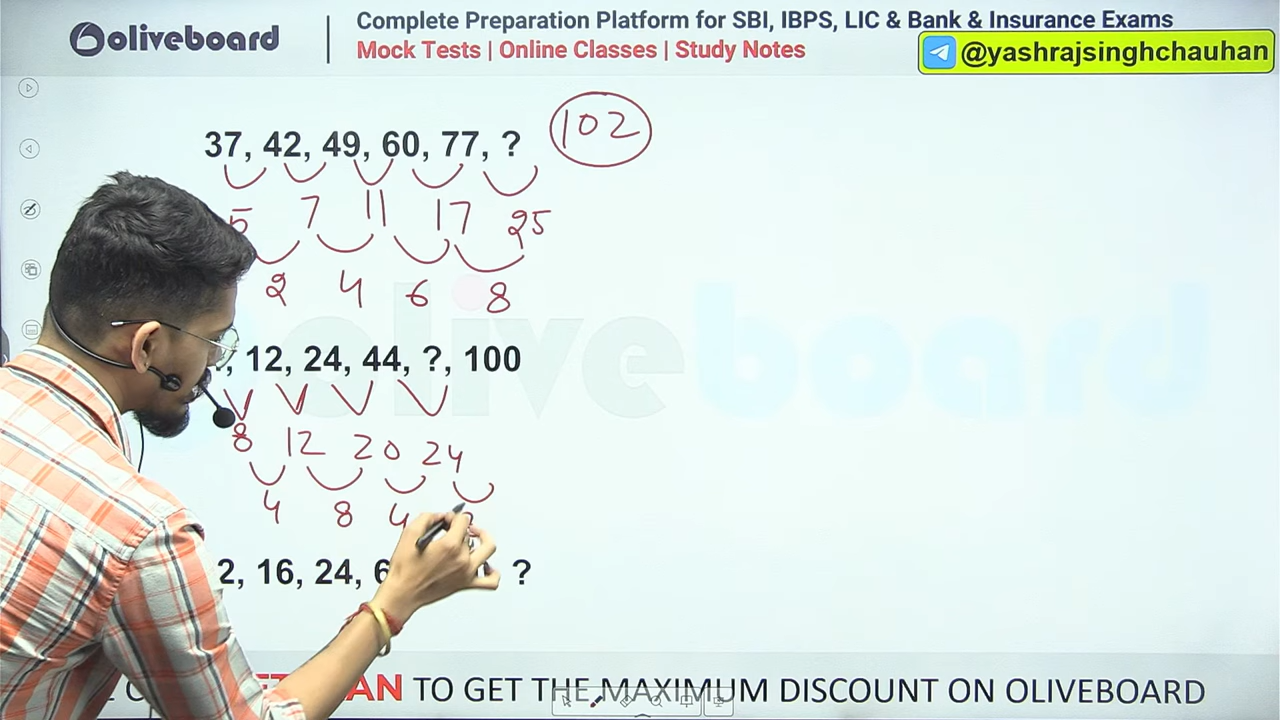 oliveboard
Complete Preparation Platform for SBI, IBPS, LIC & Bank & Insurance Exams
Mock Tests | Online Classes | Study Notes
@yashrajsinghchauhan
102
37, 42, 49, 60, 77, ?
5 7 11 17 25
2 4 6 8
12, 24, 44, ?, 100
8 12 20 24
4 8 4
2, 16, 24, ?
TO GET THE MAXIMUM DISCOUNT ON OLIVEBOARD
oliveboard